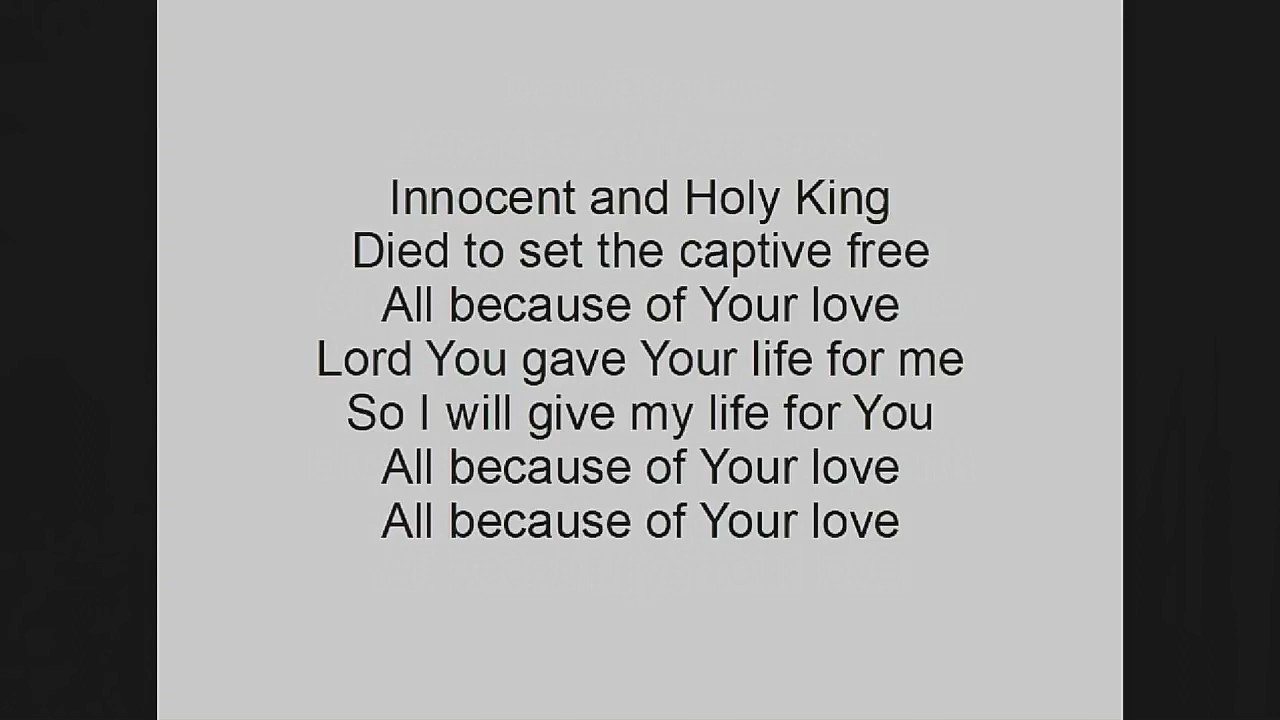 Innocent and Holy King
Died to set the captive free
All because of Your love
Lord You gave Your life for me
So I will give my life for You
All because of Your love
All because of Your love